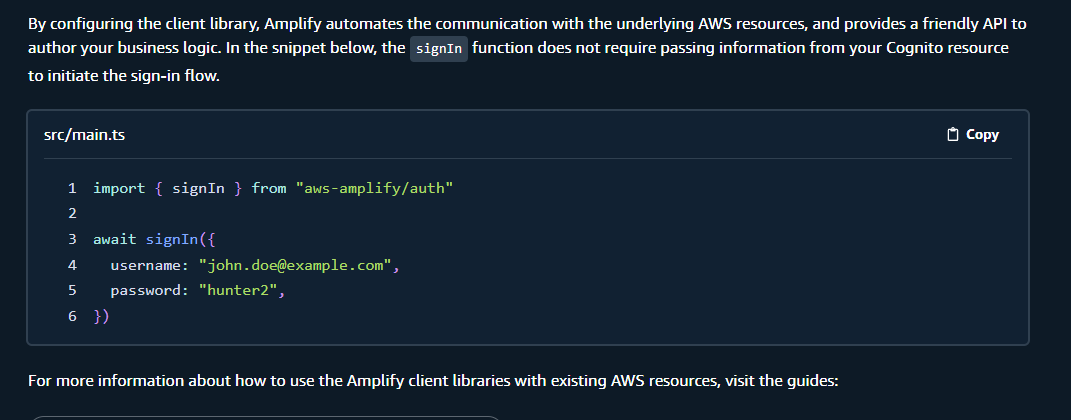 By configuring the client library, Amplify automates the communication with the underlying AWS resources, and provides a friendly API to
author your business logic. In the snippet below, the signIn function does not require passing information from your Cognito resource
to initiate the sign-in flow.
src/main.ts
Copy
1 import { signIn } from "aws-amplify/auth"
2
3 await signIn({
4   username: "john.doe@example.com",
5   password: "hunter2",
6 })
For more information about how to use the Amplify client libraries with existing AWS resources, visit the guides: